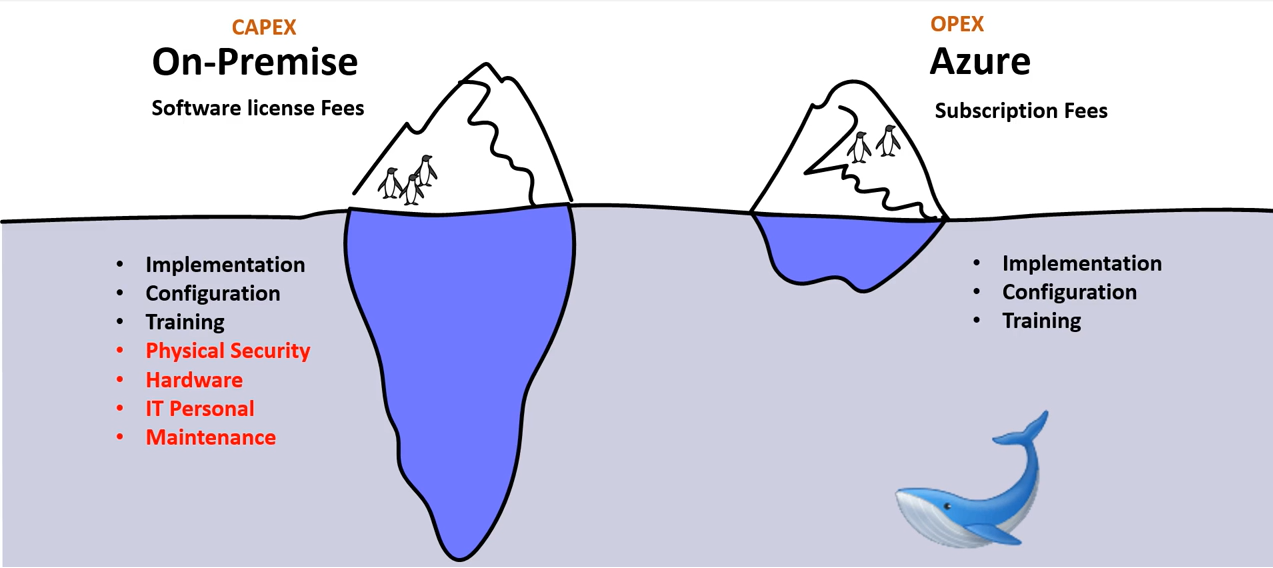 CAPEX
On-Premise
Software license Fees
• Implementation
• Configuration
• Training
• Physical Security
• Hardware
• IT Personal
• Maintenance
OPEX
Azure
Subscription Fees
• Implementation
• Configuration
• Training